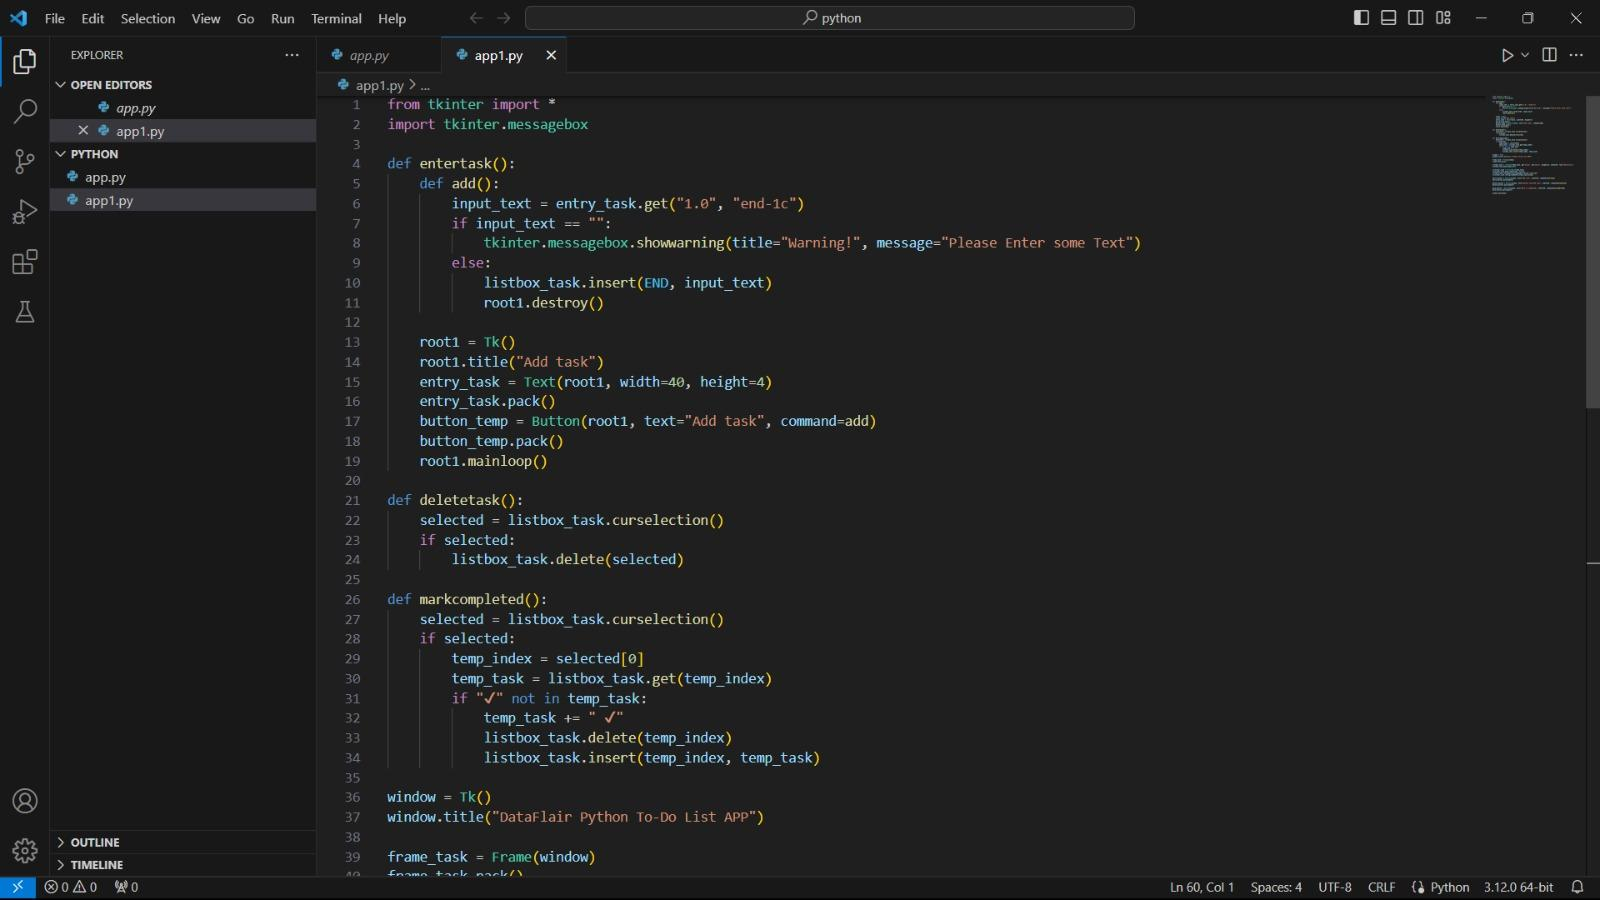 File Edit Selection View Go Run Terminal Help
python
EXPLORER
OPEN EDITORS
app.py
app1.py
PYTHON
app.py
app1.py
OUTLINE
TIMELINE
app.py
app1.py
app1.py > ...
1 from tkinter import *
2 import tkinter.messagebox
3
4 def entertask():
5     def add():
6         input_text = entry_task.get("1.0", "end-1c")
7         if input_text == "":
8             tkinter.messagebox.showwarning(title="Warning!", message="Please Enter some Text")
9         else:
10             listbox_task.insert(END, input_text)
11             root1.destroy()
12
13     root1 = Tk()
14     root1.title("Add task")
15     entry_task = Text(root1, width=40, height=4)
16     entry_task.pack()
17     button_temp = Button(root1, text="Add task", command=add)
18     button_temp.pack()
19     root1.mainloop()
20
21 def deletetask():
22     selected = listbox_task.curselection()
23     if selected:
24         listbox_task.delete(selected)
25
26 def markcompleted():
27     selected = listbox_task.curselection()
28     if selected:
29         temp_index = selected[0]
30         temp_task = listbox_task.get(temp_index)
31         if "✓" not in temp_task:
32             temp_task += " ✓"
33             listbox_task.delete(temp_index)
34             listbox_task.insert(temp_index, temp_task)
35
36 window = Tk()
37 window.title("DataFlair Python To-Do List APP")
38
39 frame_task = Frame(window)
40 frame_task.pack()
0 0 0
Ln 60, Col 1 Spaces: 4 UTF-8 CRLF Python 3.12.0 64-bit